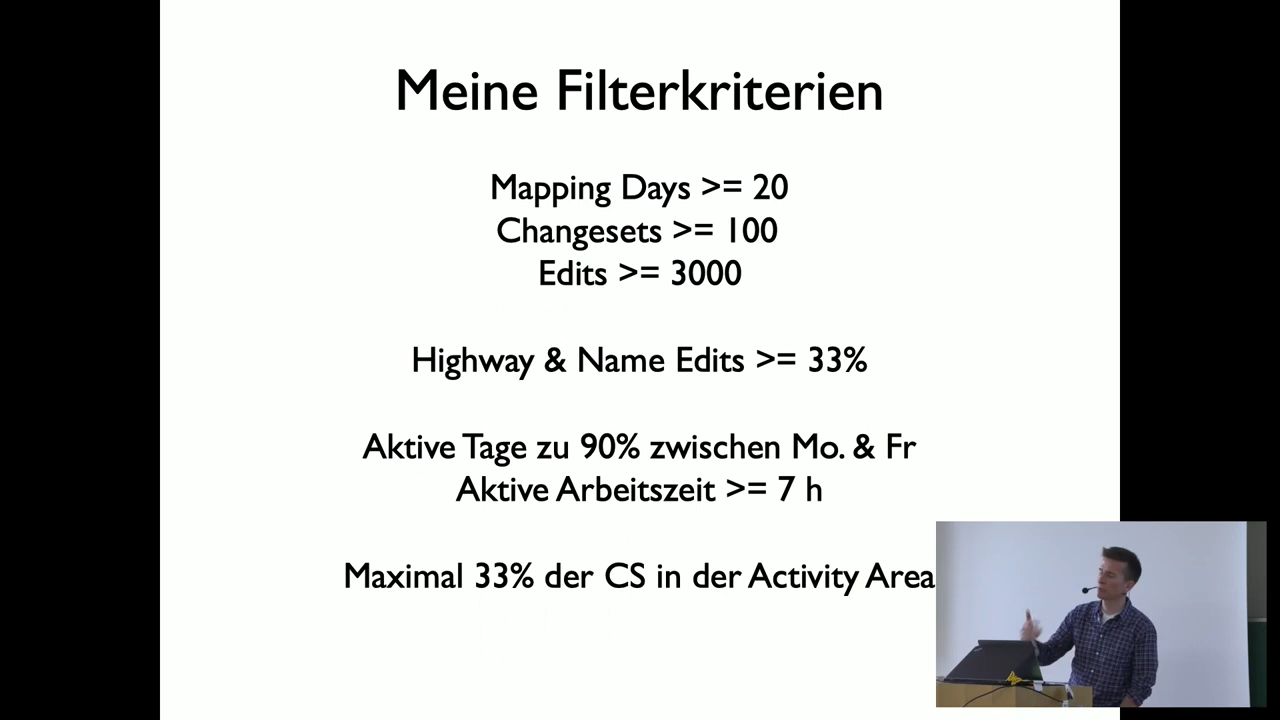 Meine Filterkriterien
Mapping Days >= 20
Changesets >= 100
Edits >= 3000
Highway & Name Edits >= 33%
Aktive Tage zu 90% zwischen Mo. & Fr
Aktive Arbeitszeit >= 7 h
Maximal 33% der CS in der Activity Area